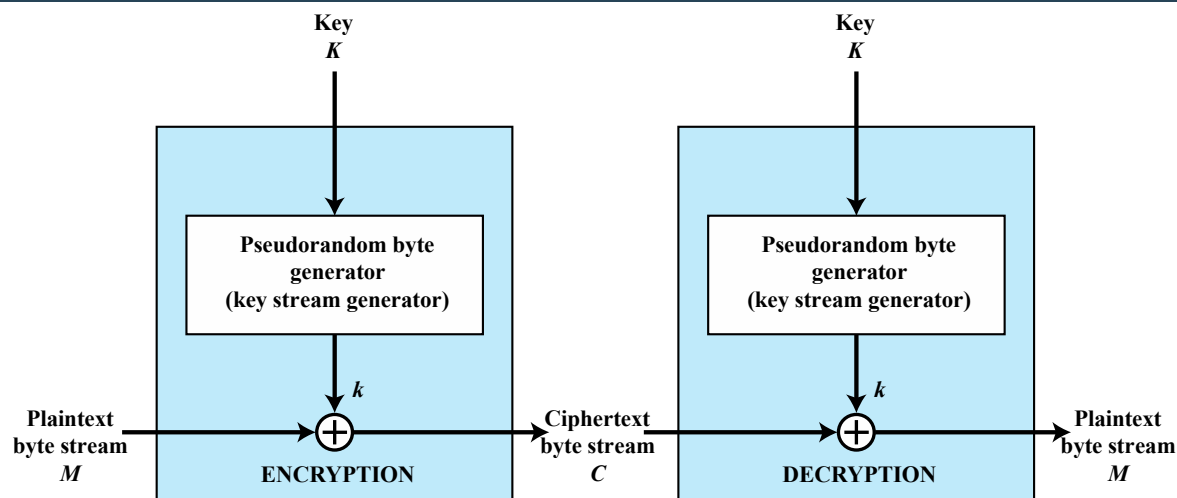 Key
K
Key
K
Pseudorandom byte
generator
(key stream generator)
Pseudorandom byte
generator
(key stream generator)
k
k
Plaintext
byte stream
M
ENCRYPTION
Ciphertext
byte stream
C
DECRYPTION
Plaintext
byte stream
M